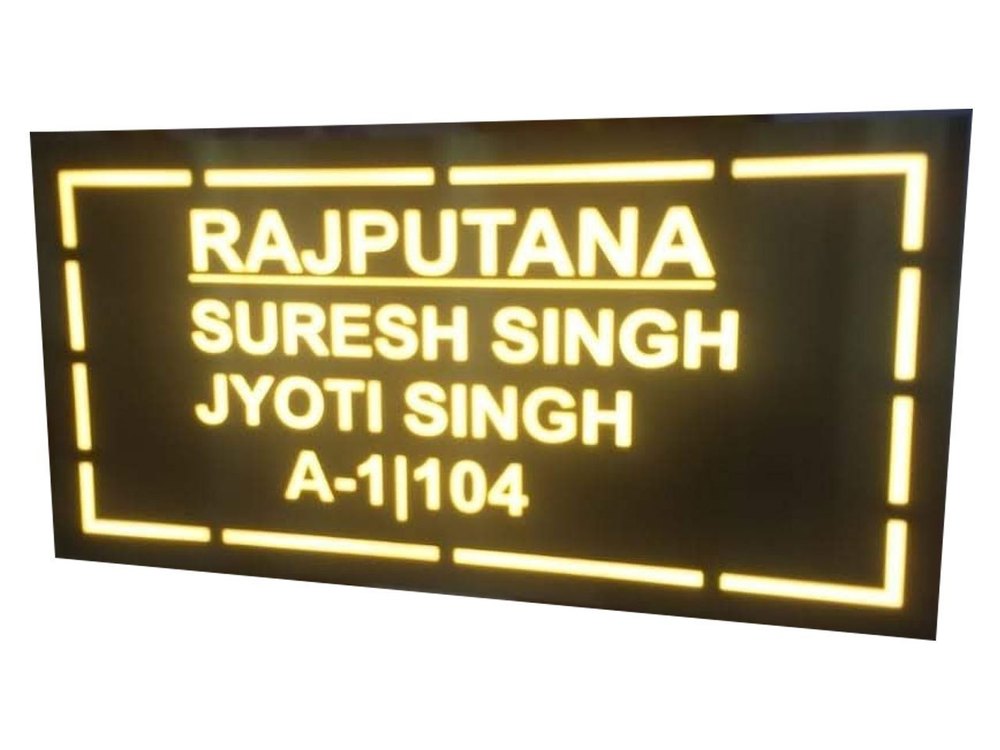 RAJPUTANA
SURESH SINGH
JYOTI SINGH
A-1|104